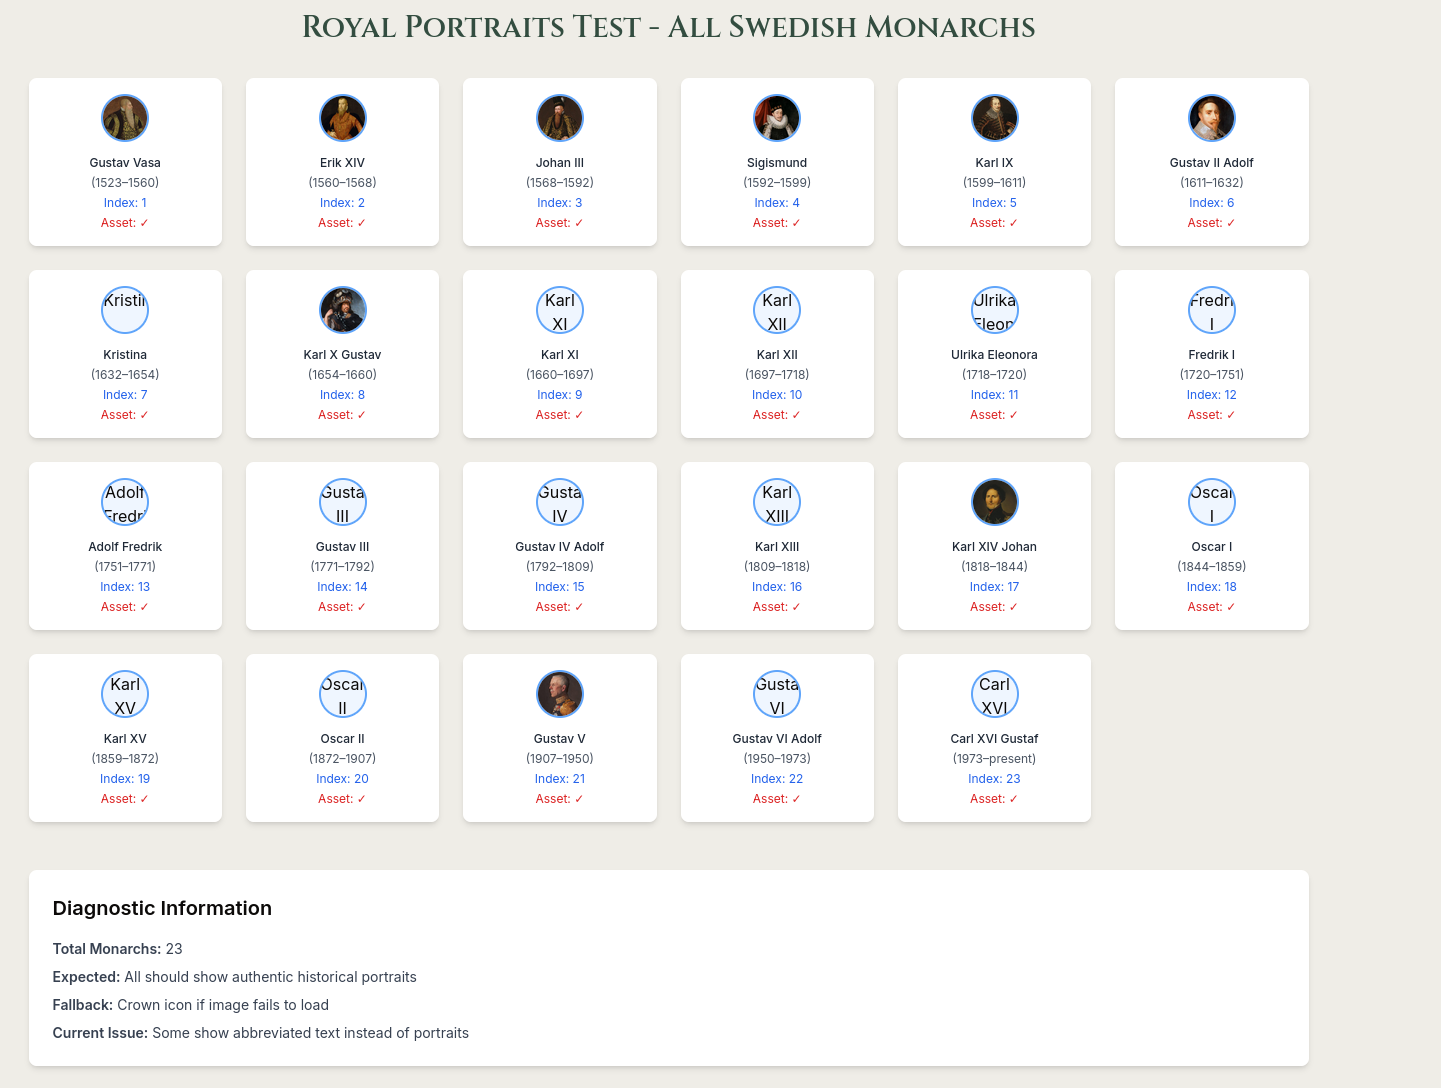 Royal Portraits Test - All Swedish Monarchs
Gustav Vasa
(1523–1560)
Index: 1
Asset: ✓
Erik XIV
(1560–1568)
Index: 2
Asset: ✓
Johan III
(1568–1592)
Index: 3
Asset: ✓
Sigismund
(1592–1599)
Index: 4
Asset: ✓
Karl IX
(1599–1611)
Index: 5
Asset: ✓
Gustav II Adolf
(1611–1632)
Index: 6
Asset: ✓
Kristin
Kristina
(1632–1654)
Index: 7
Asset: ✓
Karl X Gustav
(1654–1660)
Index: 8
Asset: ✓
Karl
XI
Karl XI
(1660–1697)
Index: 9
Asset: ✓
Karl
XII
Karl XII
(1697–1718)
Index: 10
Asset: ✓
Ulrika
Eleon
Ulrika Eleonora
(1718–1720)
Index: 11
Asset: ✓
Fredri
I
Fredrik I
(1720–1751)
Index: 12
Asset: ✓
Adolf
Fredri
Adolf Fredrik
(1751–1771)
Index: 13
Asset: ✓
Gusta
III
Gustav III
(1771–1792)
Index: 14
Asset: ✓
Gusta
IV
Gustav IV Adolf
(1792–1809)
Index: 15
Asset: ✓
Karl
XIII
Karl XIII
(1809–1818)
Index: 16
Asset: ✓
Karl XIV Johan
(1818–1844)
Index: 17
Asset: ✓
Oscar
I
Oscar I
(1844–1859)
Index: 18
Asset: ✓
Karl
XV
Karl XV
(1859–1872)
Index: 19
Asset: ✓
Oscar
II
Oscar II
(1872–1907)
Index: 20
Asset: ✓
Gustav V
(1907–1950)
Index: 21
Asset: ✓
Gusta
VI
Gustav VI Adolf
(1950–1973)
Index: 22
Asset: ✓
Carl
XVI
Carl XVI Gustaf
(1973–present)
Index: 23
Asset: ✓
Diagnostic Information
Total Monarchs: 23
Expected: All should show authentic historical portraits
Fallback: Crown icon if image fails to load
Current Issue: Some show abbreviated text instead of portraits